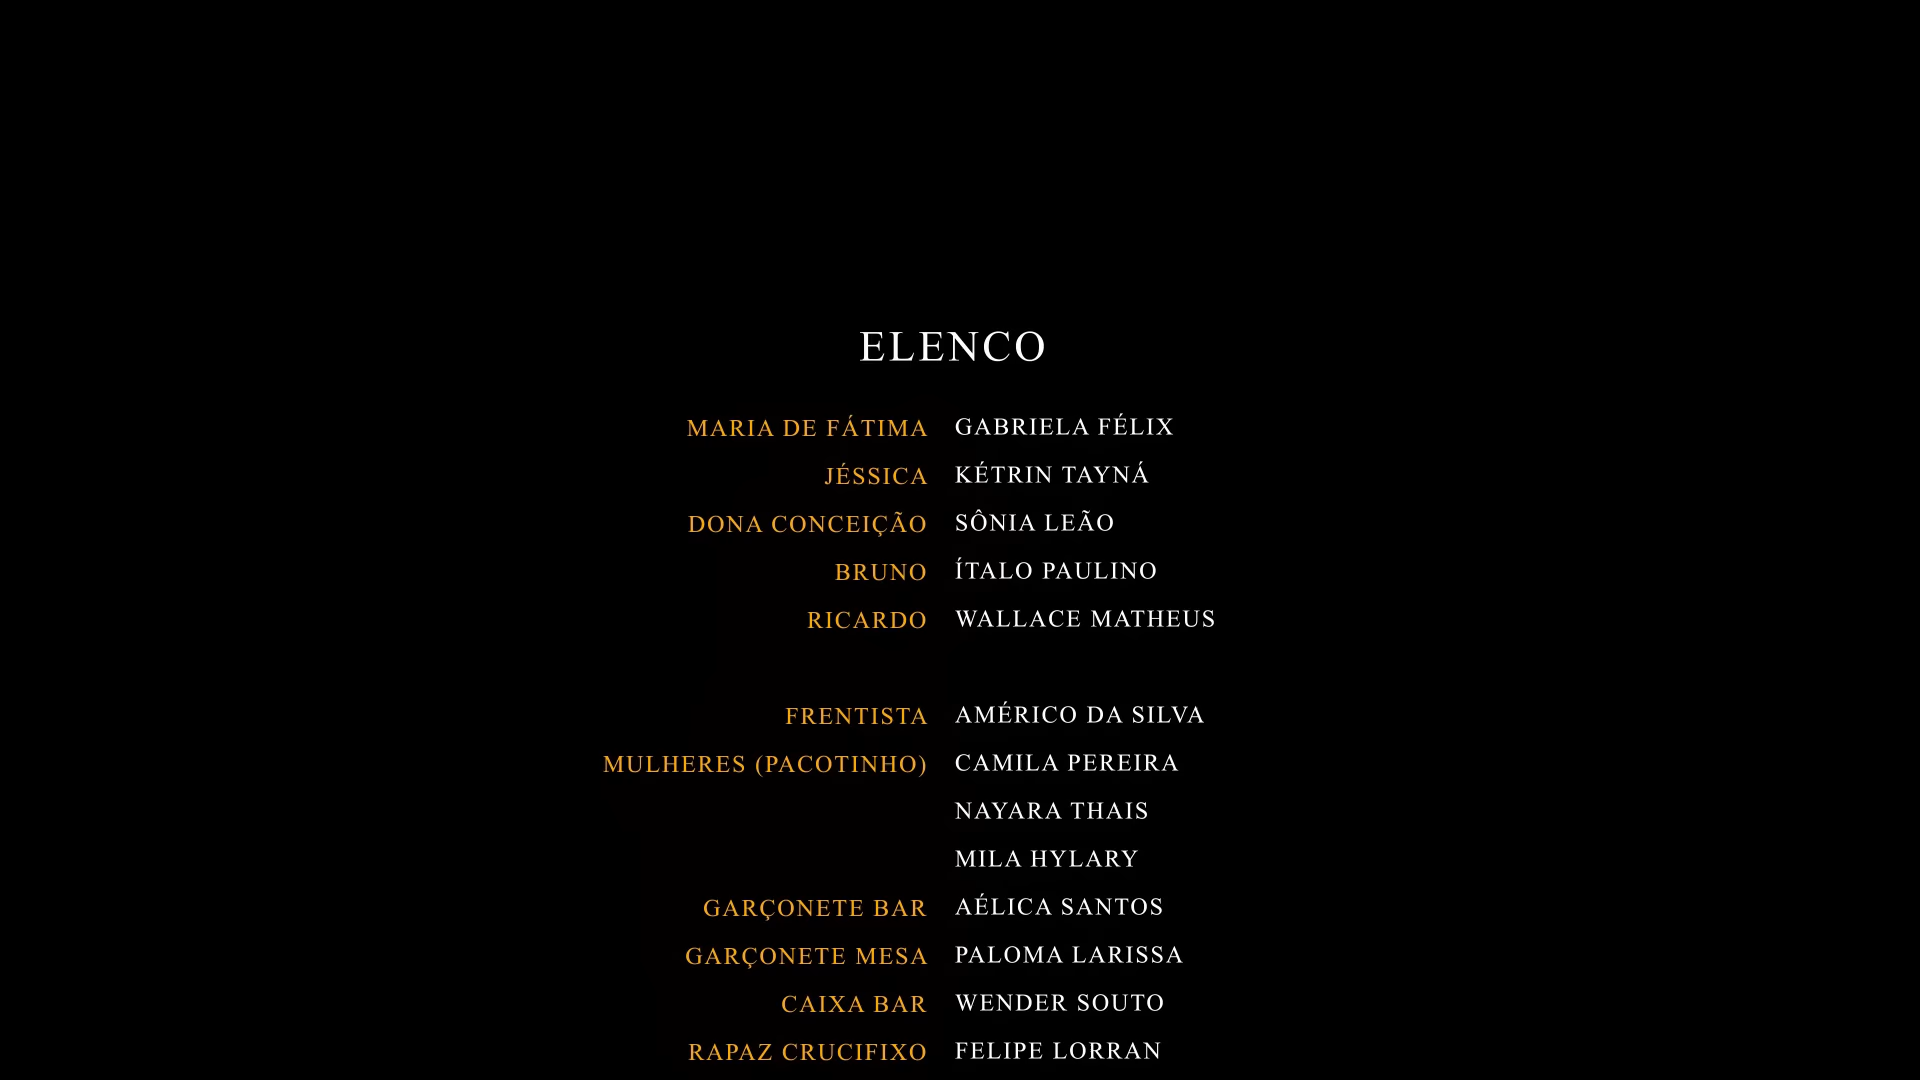 ELENCO
MARIA DE FÁTIMA GABRIELA FÉLIX
JÉSSICA KÉTRIN TAYNÁ
DONA CONCEIÇÃO SÔNIA LEÃO
BRUNO ÍTALO PAULINO
RICARDO WALLACE MATHEUS
FRENTISTA AMÉRICO DA SILVA
MULHERES (PACOTINHO) CAMILA PEREIRA
NAYARA THAIS
MILA HYLARY
GARÇONETE BAR AÉLICA SANTOS
GARÇONETE MESA PALOMA LARISSA
CAIXA BAR WENDER SOUTO
RAPAZ CRUCIFIXO FELIPE LORRAN